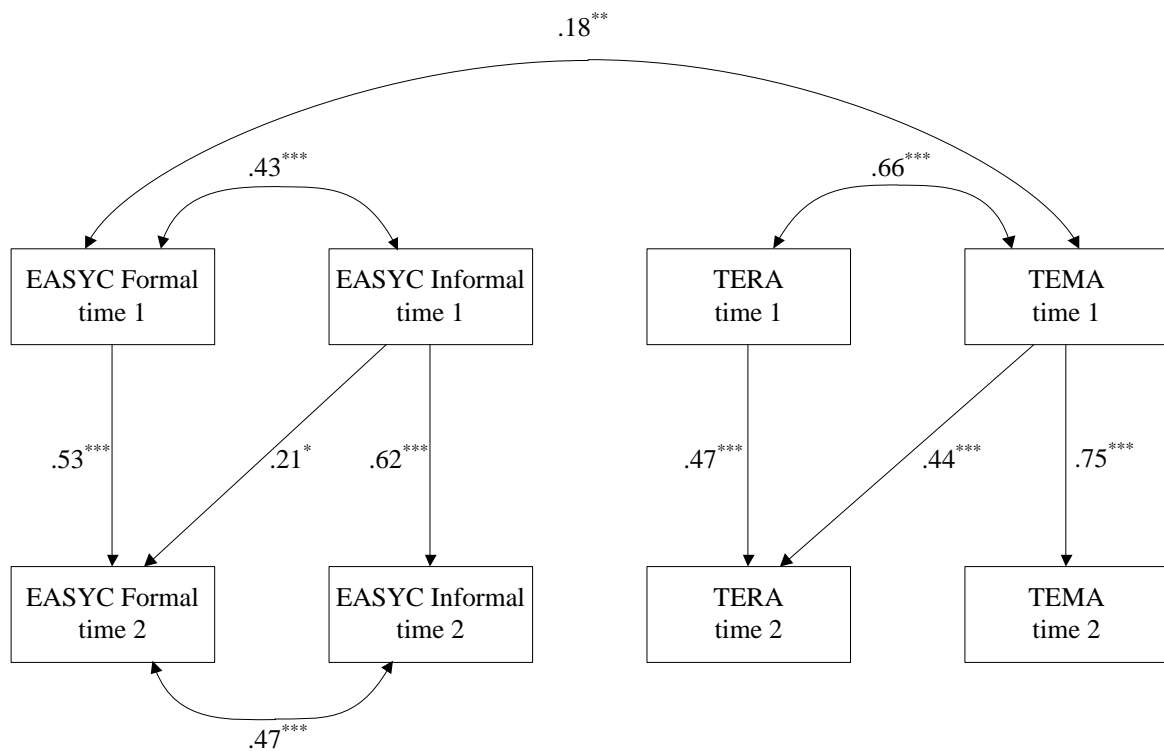 .18**
.43***
.66***
EASYC Formal
time 1
EASYC Informal
time 1
TERA
time 1
TEMA
time 1
.53***
.21*
.62***
.47***
.44***
.75***
EASYC Formal
time 2
EASYC Informal
time 2
TERA
time 2
TEMA
time 2
.47***